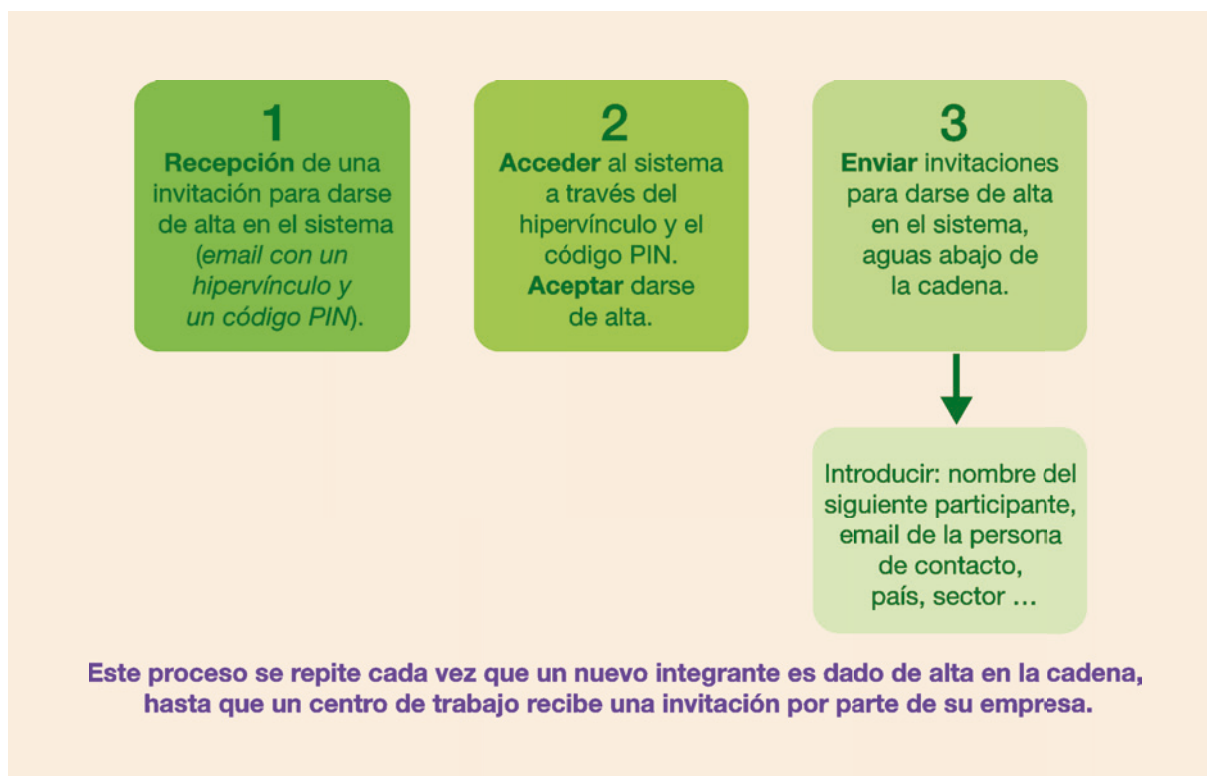 1
Recepción de una
invitación para darse
de alta en el sistema
(email con un
hipervínculo y
un código PIN).
2
Acceder al sistema
a través del
hipervínculo y el
código PIN.
Aceptar darse
de alta.
3
Enviar invitaciones
para darse de alta
en el sistema,
aguas abajo de
la cadena.
Introducir: nombre del
siguiente participante,
email de la persona
de contacto,
país, sector ...
Este proceso se repite cada vez que un nuevo integrante es dado de alta en la cadena,
hasta que un centro de trabajo recibe una invitación por parte de su empresa.